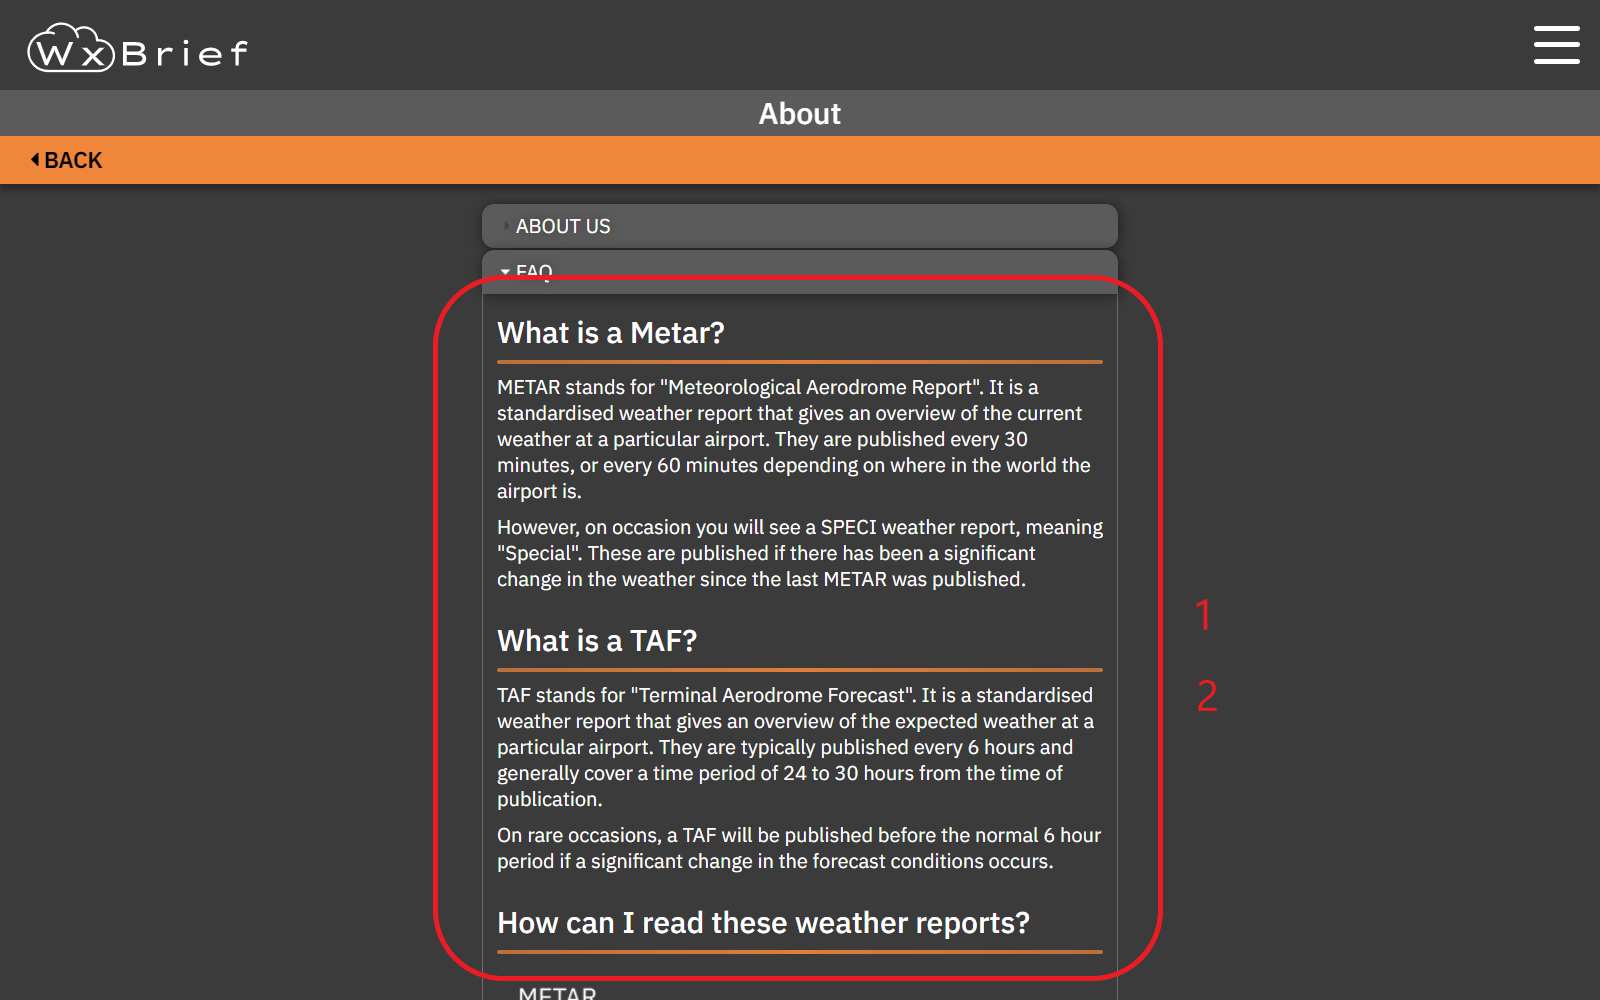 WxBrief
About
BACK
ABOUT US
FAQ
What is a Metar?
METAR stands for "Meteorological Aerodrome Report". It is a
standardised weather report that gives an overview of the current
weather at a particular airport. They are published every 30
minutes, or every 60 minutes depending on where in the world the
airport is.
However, on occasion you will see a SPECI weather report, meaning
"Special". These are published if there has been a significant
change in the weather since the last METAR was published.
1
What is a TAF?
2
TAF stands for "Terminal Aerodrome Forecast". It is a standardised
weather report that gives an overview of the expected weather at a
particular airport. They are typically published every 6 hours and
generally cover a time period of 24 to 30 hours from the time of
publication.
On rare occasions, a TAF will be published before the normal 6 hour
period if a significant change in the forecast conditions occurs.
How can I read these weather reports?
METAR